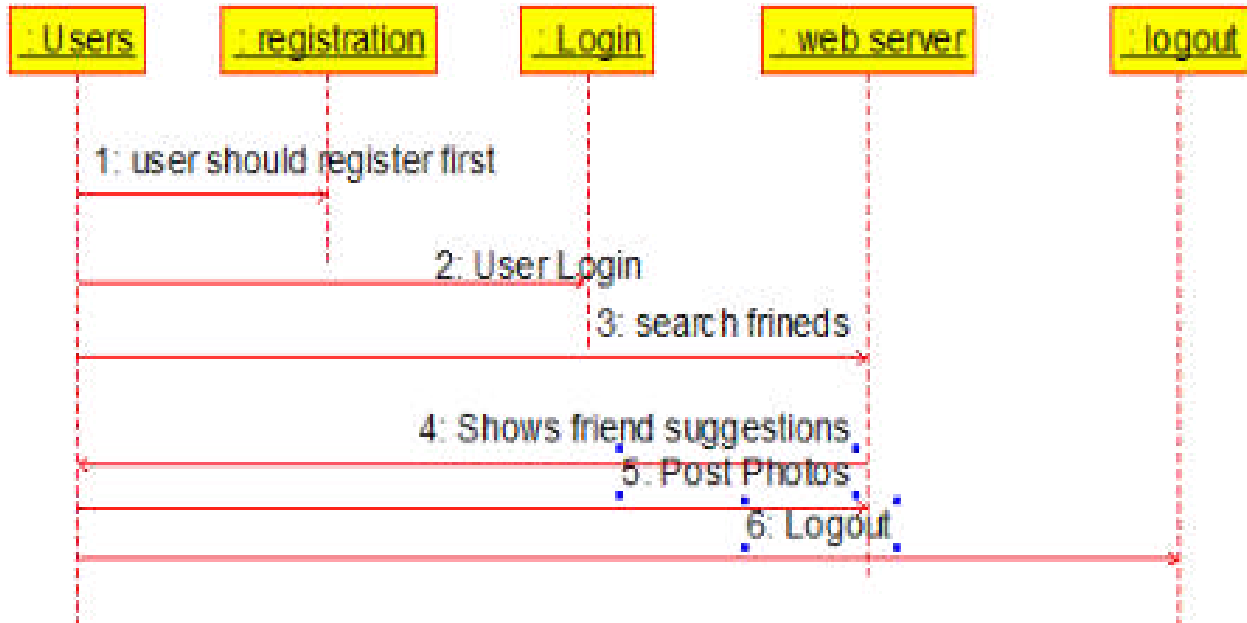 : Users
: registration
: Login
: web server
: logout
1: user should register first
2: User Login
3: search frineds
4: Shows friend suggestions
5: Post Photos
6: Logout